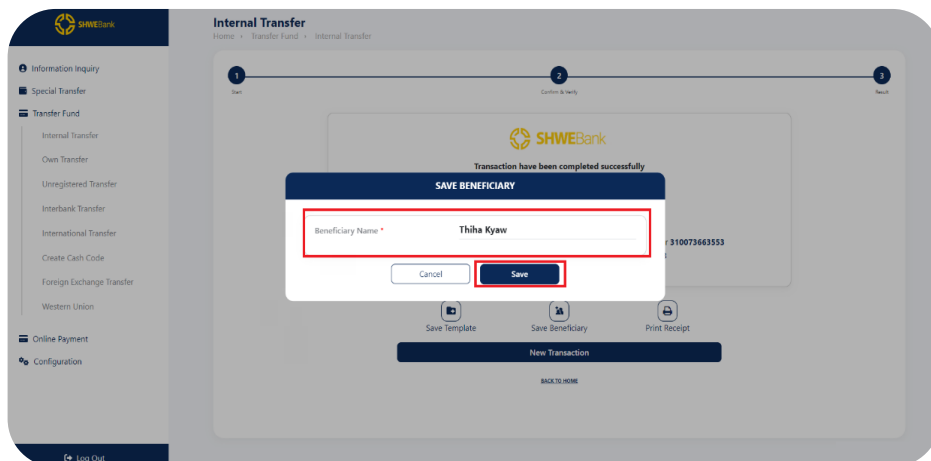 SHWEBank
Internal Transfer
Home • Transfer Fund • Internal Transfer
Information Inquiry
Special Transfer
Transfer Fund
Internal Transfer
Own Transfer
Unregistered Transfer
Interbank Transfer
International Transfer
Create Cash Code
Foreign Exchange Transfer
Western Union
Online Payment
Configuration
Log Out
1
2
3
Start
Confirm & Verify
Result
SHWEBank
Transaction have been completed successfully
SAVE BENEFICIARY
Beneficiary Name *
Thiha Kyaw
310073663553
Cancel
Save
Save Template
Save Beneficiary
Print Receipt
New Transaction
BACK TO HOME